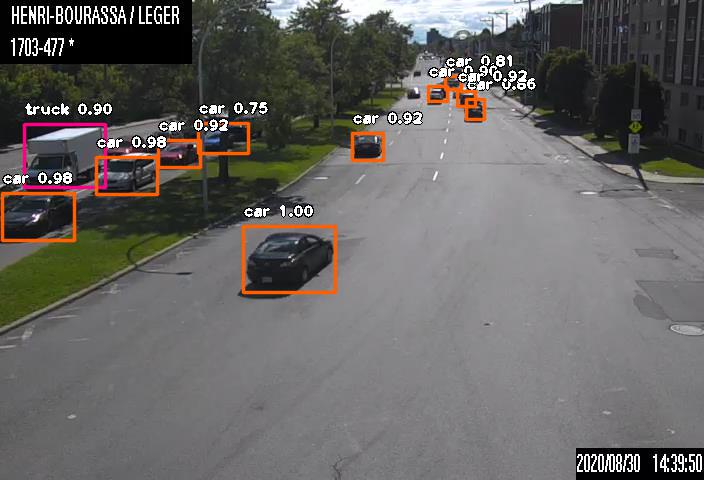 HENRI-BOURASSA / LEGER
1703-477 *
car 0.81
car 0.90
car 0.92
truck 0.90
car 0.75
car 0.92
car 0.92
car 0.98
car 0.98
car 1.00
2020/08/30 14:39:50